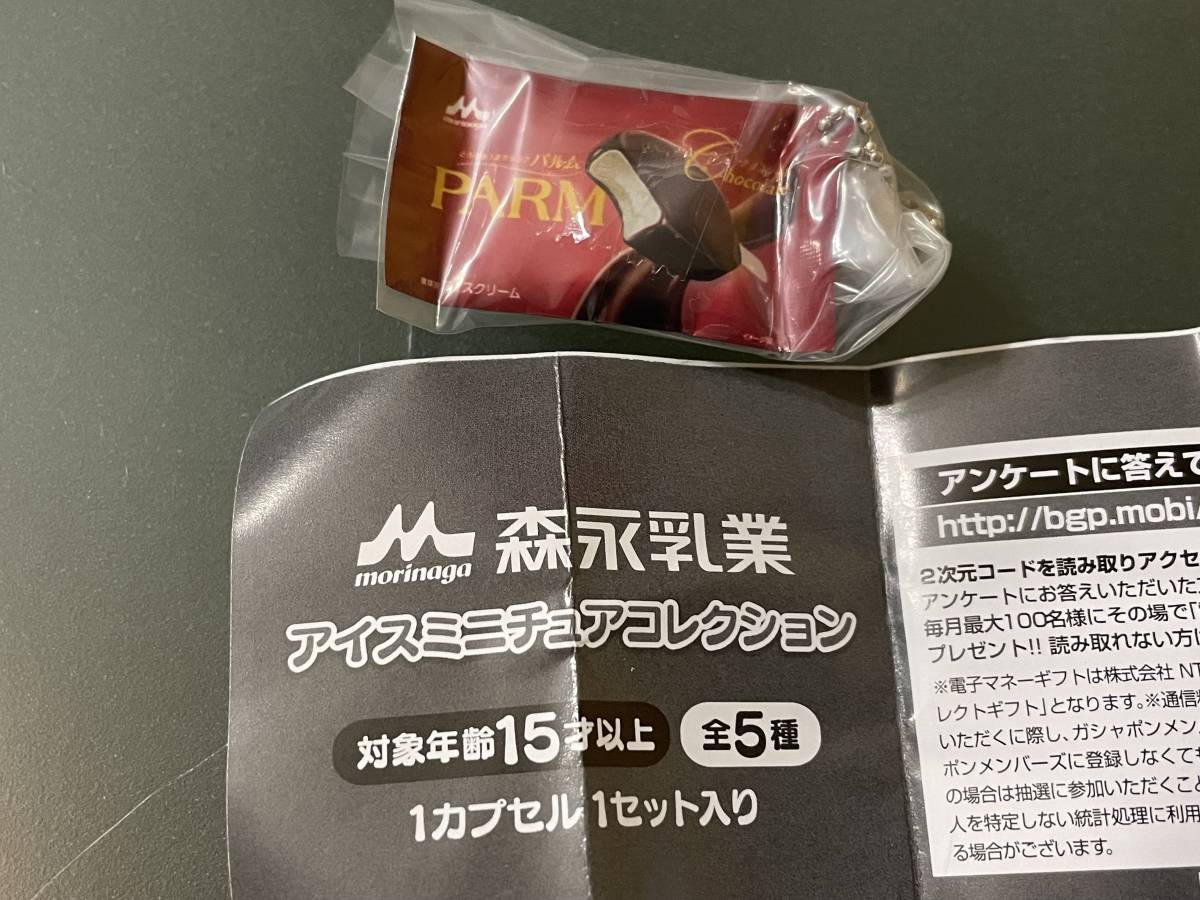 パルム
PARM
Chocolate
アイスクリーム
morinaga 森永乳業
アイスミニチュアコレクション
対象年齢15才以上 全5種
1カプセル1セット入り
アンケートに答えて
http://bgp.mobi/
2次元コードを読み取りアクセ
アンケートにお答えいただいた
毎月最大100名様にその場で「
プレゼント!! 読み取れない方に
※電子マネーギフトは株式会社 NT
レクトギフト」となります。※通信料
いただくに際し、ガシャポンメン
ポンメンバーズに登録しなくても
の場合は抽選に参加いただくこと
人を特定しない統計処理に利用
る場合がございます。